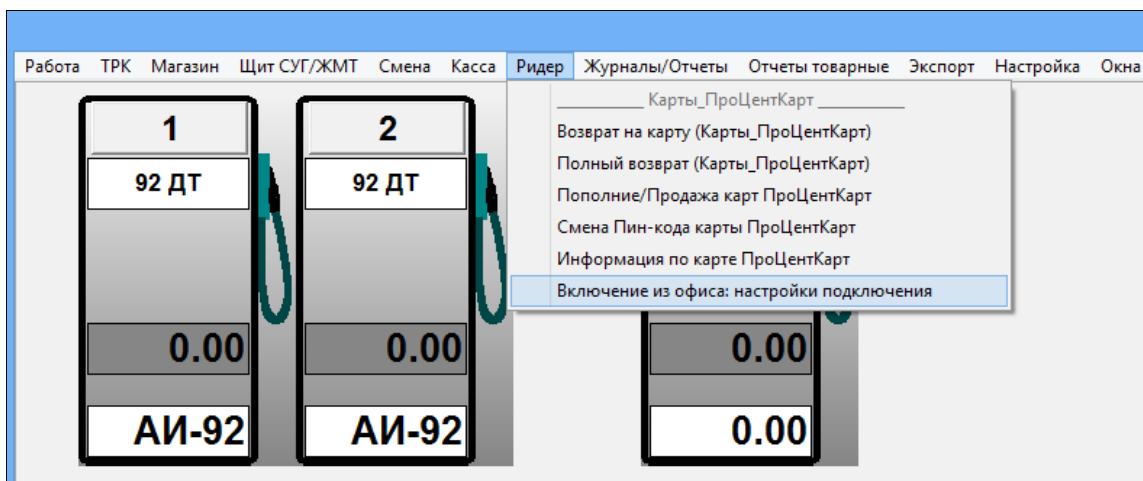 Работа ТРК Магазин Щит СУГ/ЖМТ Смена Касса Ридер Журналы/Отчеты Отчеты товарные Экспорт Настройка Окна
_________ Карты_ПроЦентКарт _________
Возврат на карту (Карты_ПроЦентКарт)
Полный возврат (Карты_ПроЦентКарт)
Пополние/Продажа карт ПроЦентКарт
Смена Пин-кода карты ПроЦентКарт
Информация по карте ПроЦентКарт
Включение из офиса: настройки подключения
1 2
92 ДТ 92 ДТ
0.00 0.00 0.00
АИ-92 АИ-92 0.00